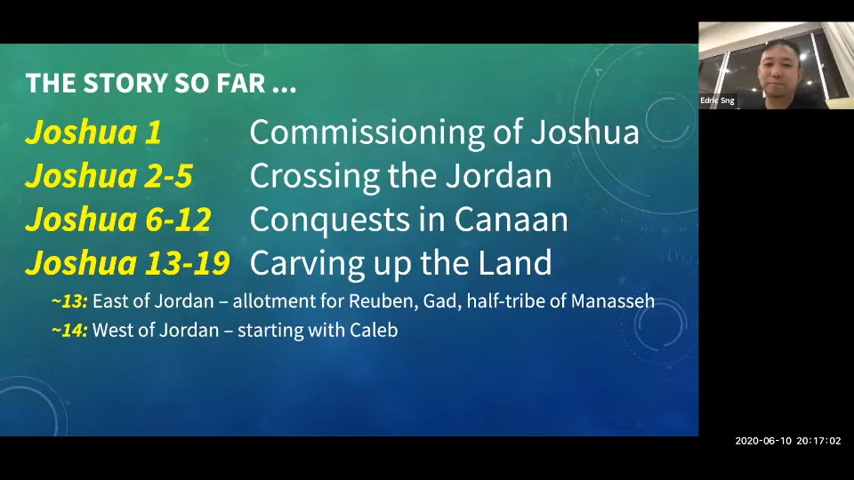 THE STORY SO FAR ...
Joshua 1 Commissioning of Joshua
Joshua 2-5 Crossing the Jordan
Joshua 6-12 Conquests in Canaan
Joshua 13-19 Carving up the Land
~13: East of Jordan – allotment for Reuben, Gad, half-tribe of Manasseh
~14: West of Jordan – starting with Caleb
Edric Sng
2020-06-10 20:17:02